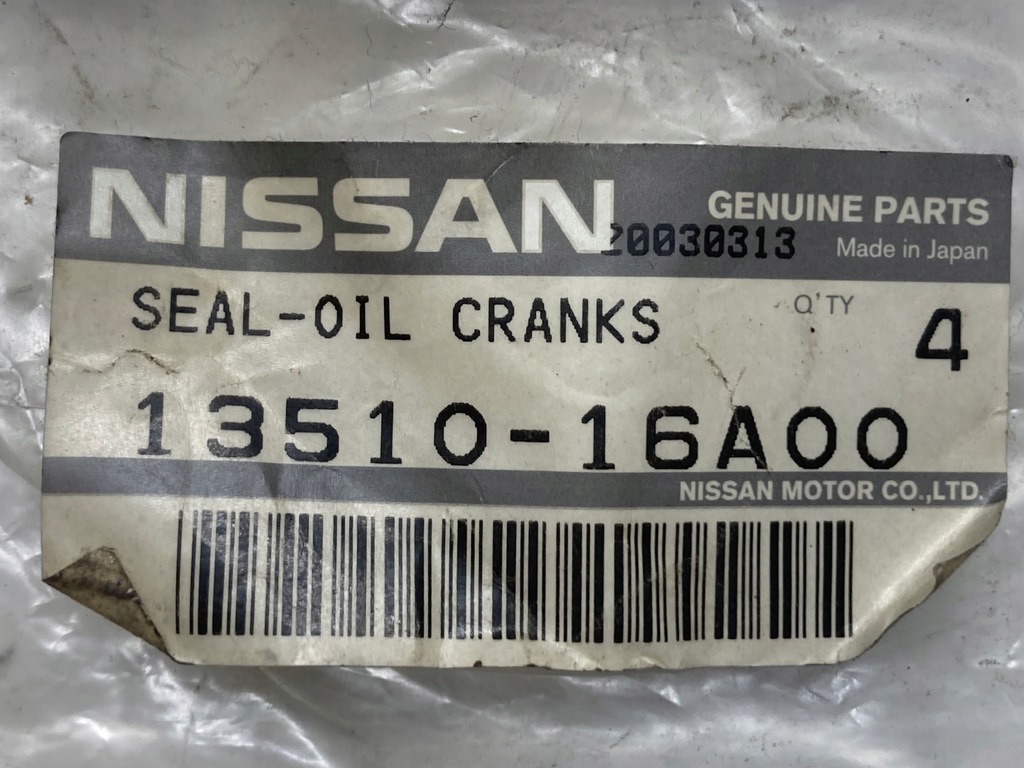 NISSAN
GENUINE PARTS
20030313
Made in Japan
SEAL-OIL CRANKS
Q'TY
4
13510-16A00
NISSAN MOTOR CO.,LTD.